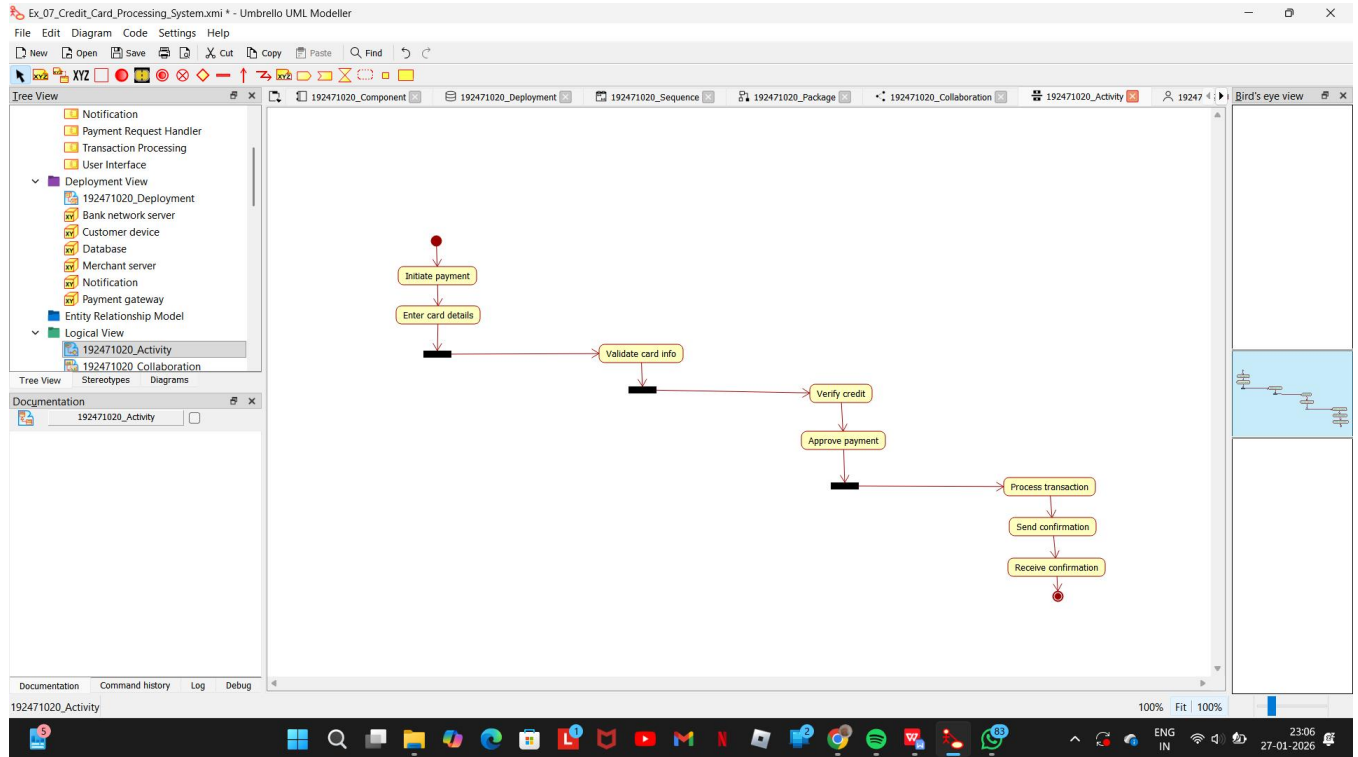 Ex_07_Credit_Card_Processing_System.xmi * - Umbrello UML Modeller
File Edit Diagram Code Settings Help
New Open Save Cut Copy Paste Find
XYZ
Tree View
192471020_Component 192471020_Deployment 192471020_Sequence 192471020_Package 192471020_Collaboration 192471020_Activity 19247
Bird's eye view
Notification
Payment Request Handler
Transaction Processing
User Interface
Deployment View
192471020_Deployment
Bank network server
Customer device
Database
Merchant server
Notification
Payment gateway
Entity Relationship Model
Logical View
192471020_Activity
192471020_Collaboration
Tree View Stereotypes Diagrams
Documentation
192471020_Activity
Initiate payment
Enter card details
Validate card info
Verify credit
Approve payment
Process transaction
Send confirmation
Receive confirmation
Documentation Command history Log Debug
192471020_Activity
100% Fit 100%
5
2
83
ENG
IN
23:06
27-01-2026